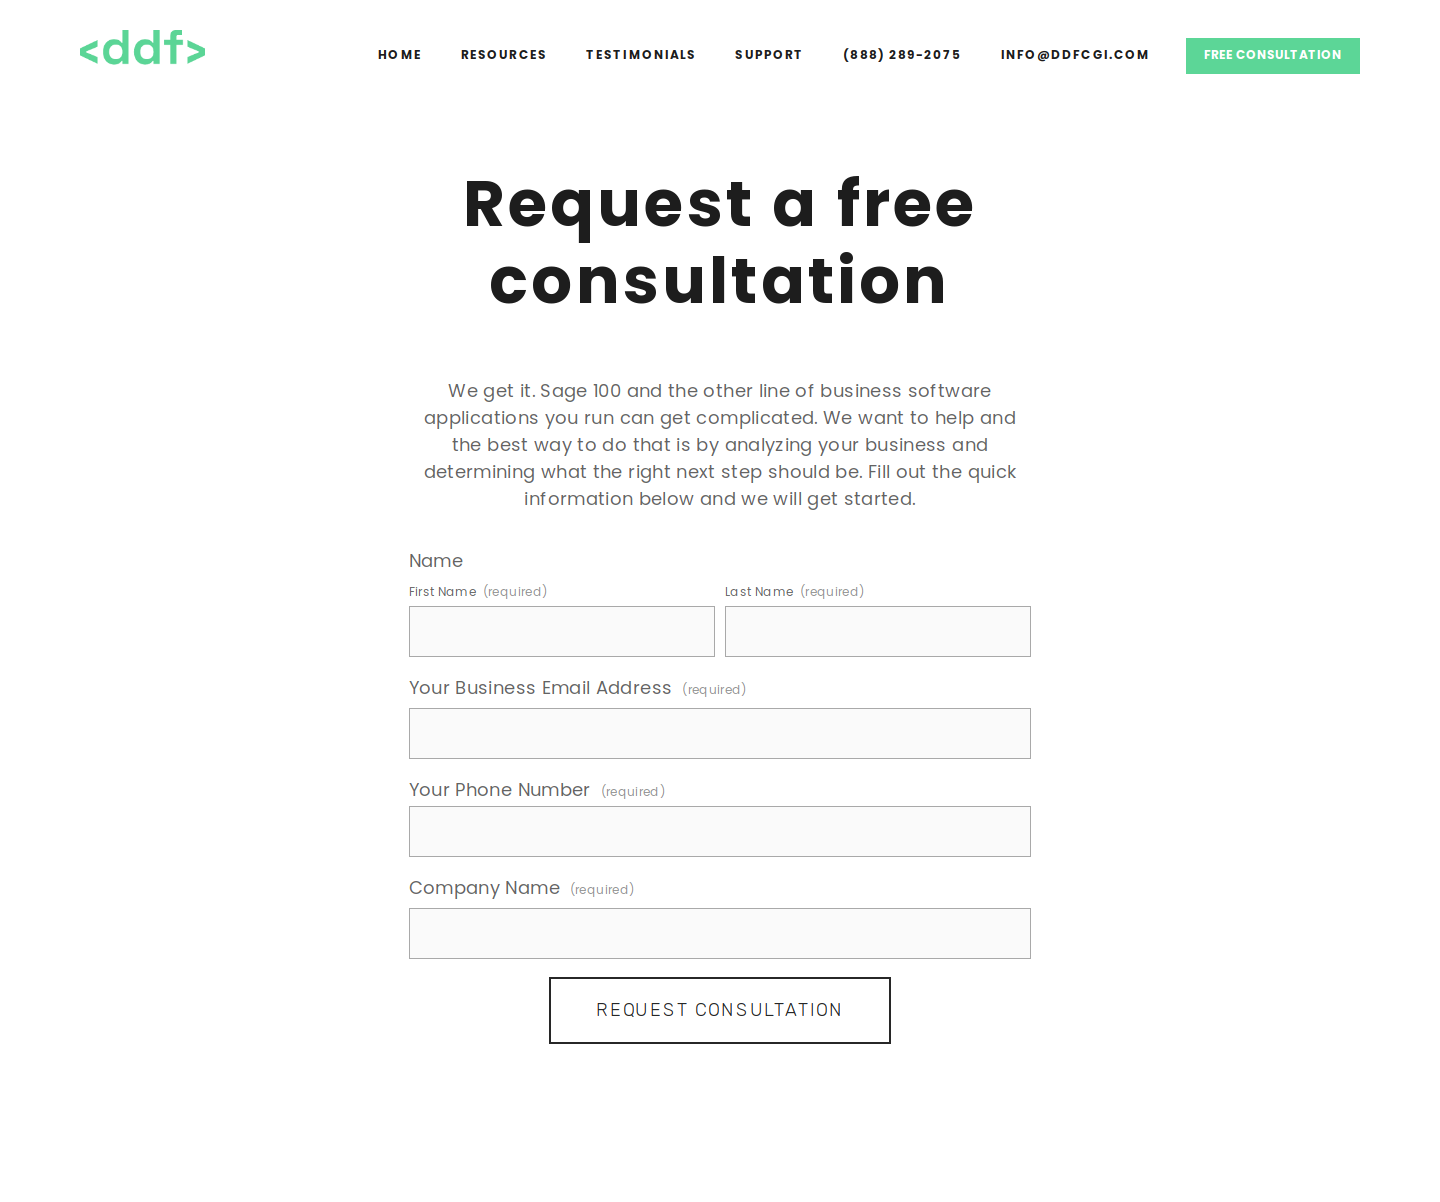 <ddf>
HOME RESOURCES TESTIMONIALS SUPPORT (888) 289-2075 INFO@DDFCGI.COM FREE CONSULTATION
Request a free
consultation
We get it. Sage 100 and the other line of business software
applications you run can get complicated. We want to help and
the best way to do that is by analyzing your business and
determining what the right next step should be. Fill out the quick
information below and we will get started.
Name
First Name (required) Last Name (required)
Your Business Email Address (required)
Your Phone Number (required)
Company Name (required)
REQUEST CONSULTATION